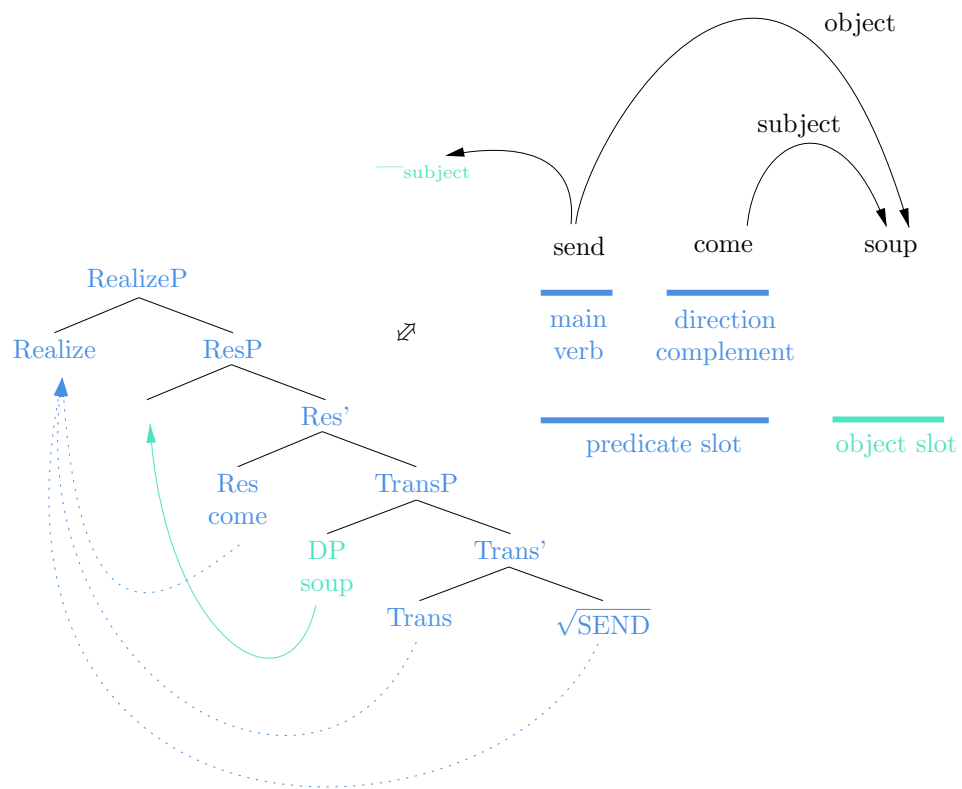 object
subject
__subject
send come soup
RealizeP
main
verb
direction
complement
Realize ResP
Res'
predicate slot
object slot
Res
come
TransP
DP
soup
Trans'
Trans √SEND